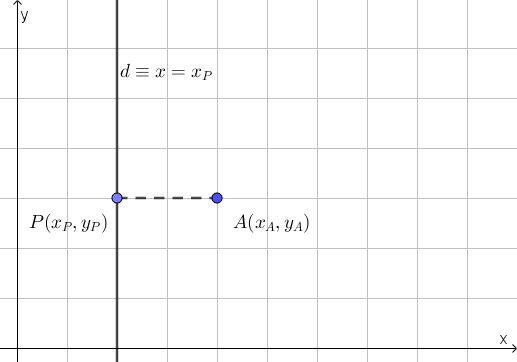 y
d ≡ x = x_P
P(x_P, y_P)
A(x_A, y_A)
x